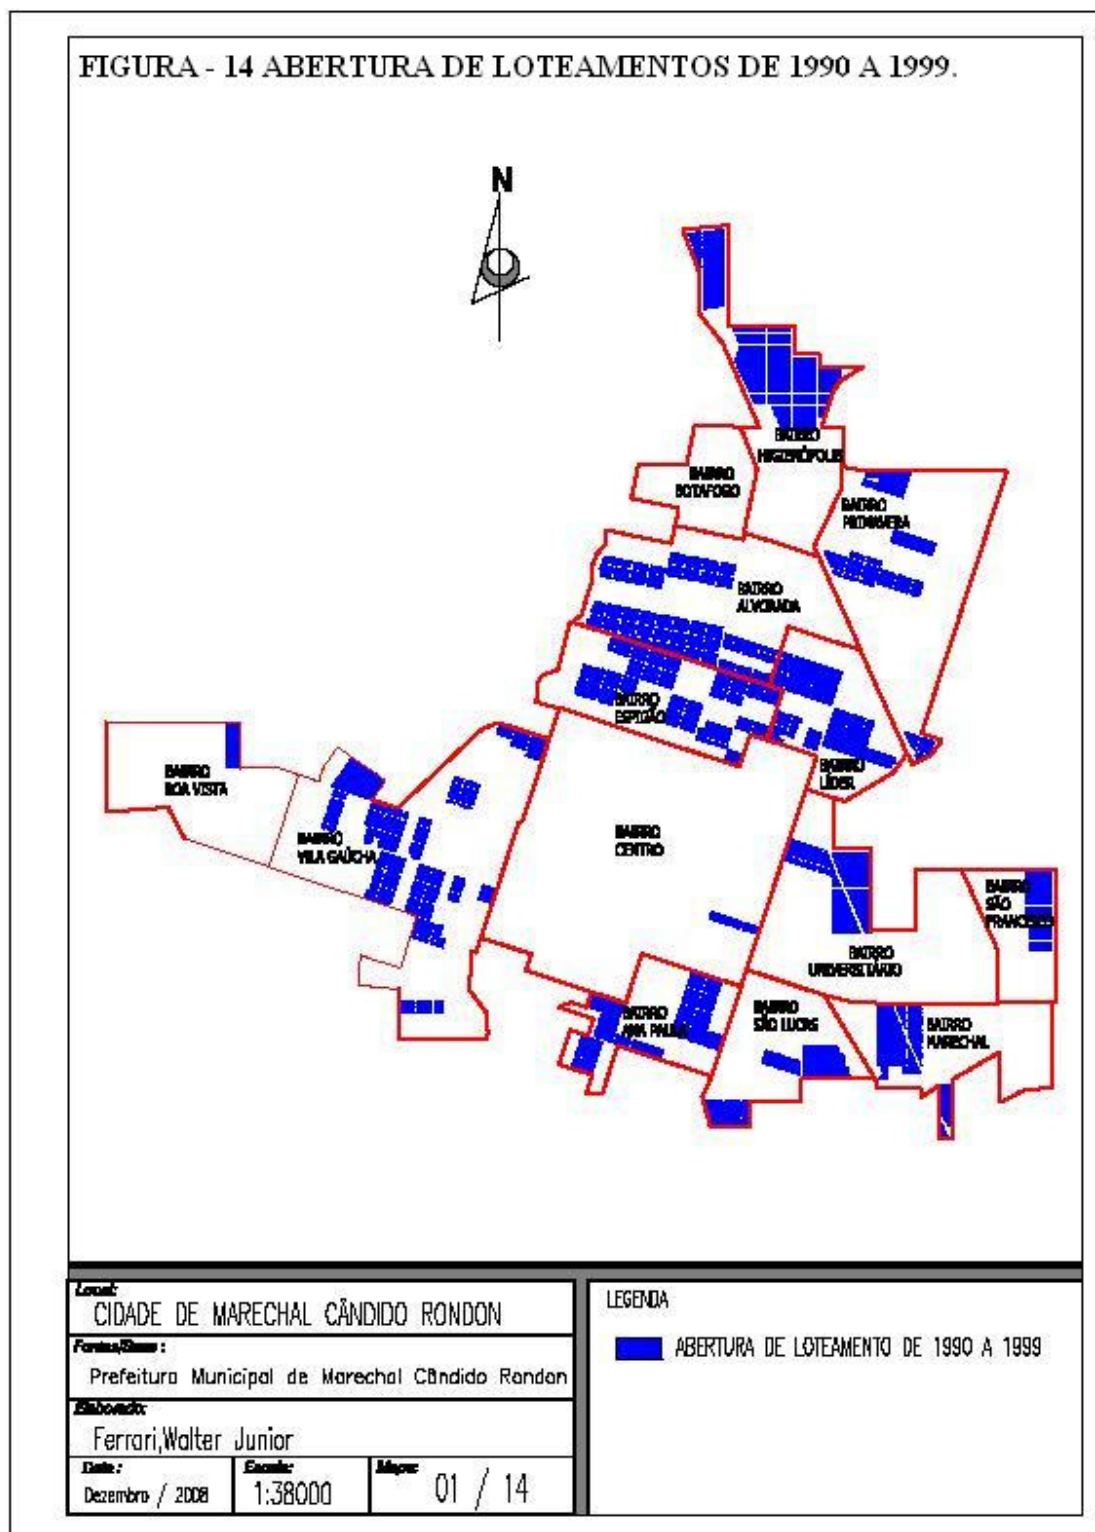 FIGURA - 14 ABERTURA DE LOTEAMENTOS DE 1990 A 1999.
N
BAIRRO
HIGIENÓPOLIS
BAIRRO
BOTAFOGO
BAIRRO
PRIMAVERA
BAIRRO
ALVORADA
BAIRRO
ESPIGÃO
BAIRRO
BOA VISTA
BAIRRO
LÍDER
BAIRRO
VILA GAÚCHA
BAIRRO
CENTRO
BAIRRO
SÃO
FRANCISCO
BAIRRO
UNIVERSITÁRIO
BAIRRO
ANA PAULA
BAIRRO
SÃO LUCAS
BAIRRO
MARECHAL
Local:
CIDADE DE MARECHAL CÂNDIDO RONDON
Fontes/Base :
Prefeitura Municipal de Marechal Cândido Rondon
Elaborado:
Ferrari,Walter Junior
Data :
Dezembro / 2008
Escala:
1:38000
Mapa:
01 / 14
LEGENDA
ABERTURA DE LOTEAMENTO DE 1990 A 1999